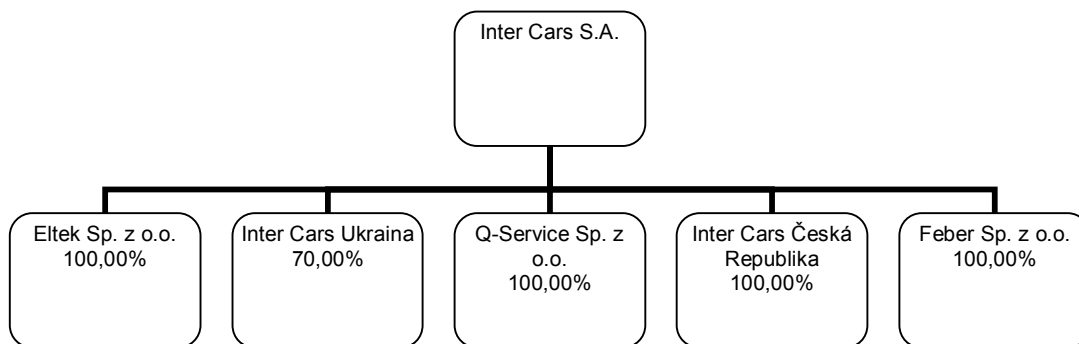 Inter Cars S.A.
Eltek Sp. z o.o.
100,00%
Inter Cars Ukraina
70,00%
Q-Service Sp. z
o.o.
100,00%
Inter Cars Česká
Republika
100,00%
Feber Sp. z o.o.
100,00%